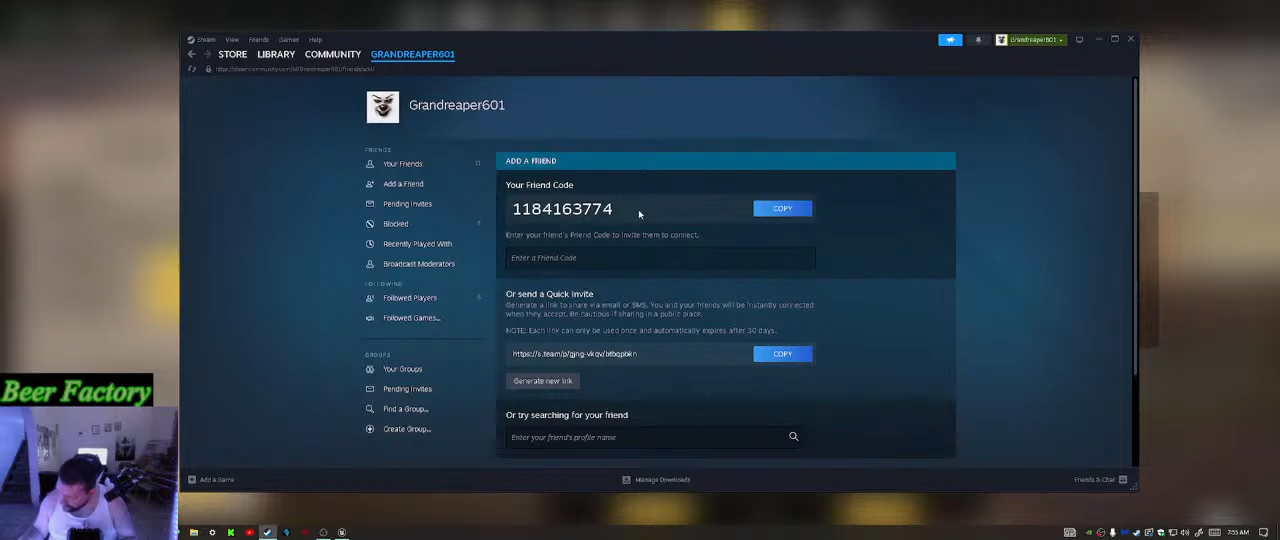 Steam View Friends Games Help
Grandreaper601
STORE LIBRARY COMMUNITY GRANDREAPER601
Grandreaper601
FRIENDS
Your Friends
Add a Friend
Pending Invites
Blocked
Recently Played With
Broadcast Moderators
FOLLOWING
Followed Players
Followed Games...
GROUPS
Your Groups
Pending Invites
Find a Group...
Create Group...
ADD A FRIEND
Your Friend Code
1184163774 COPY
Enter your friend's Friend Code to invite them to connect.
Enter a Friend Code
Or send a Quick Invite
Generate a link to share via email or SMS. You and your friends will be instantly connected
when they accept. Be cautious if sharing in a public place.
NOTE: Each link can only be used once and automatically expires after 30 days.
COPY
Generate new link
Or try searching for your friend
Enter your friend's profile name
Add a Game Manage Downloads Friends & Chat
Beer Factory
7:55 AM